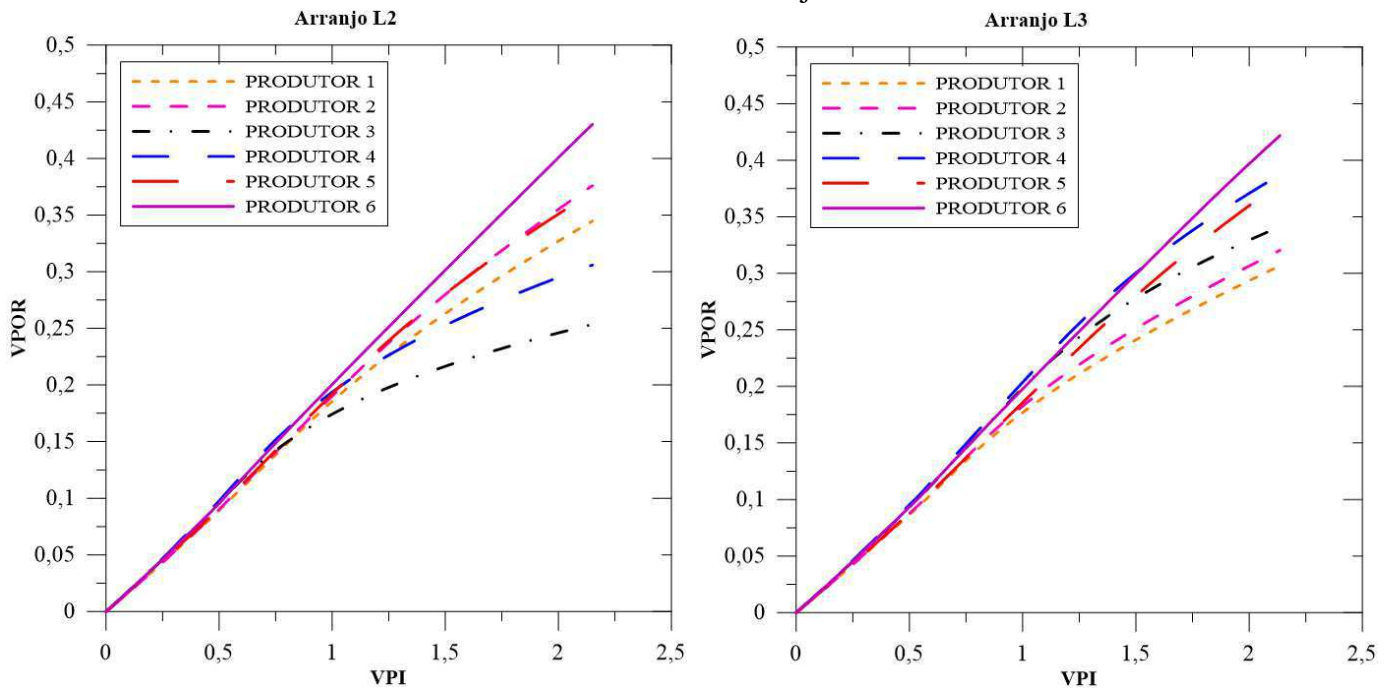 Arranjo L2
0,5
0,45
0,4
0,35
0,3
0,25
0,2
0,15
0,1
0,05
0
VPOR
PRODUTOR 1
PRODUTOR 2
PRODUTOR 3
PRODUTOR 4
PRODUTOR 5
PRODUTOR 6
0 0,5 1 1,5 2 2,5
VPI
Arranjo L3
0,5
0,45
0,4
0,35
0,3
0,25
0,2
0,15
0,1
0,05
0
VPOR
PRODUTOR 1
PRODUTOR 2
PRODUTOR 3
PRODUTOR 4
PRODUTOR 5
PRODUTOR 6
0 0,5 1 1,5 2 2,5
VPI